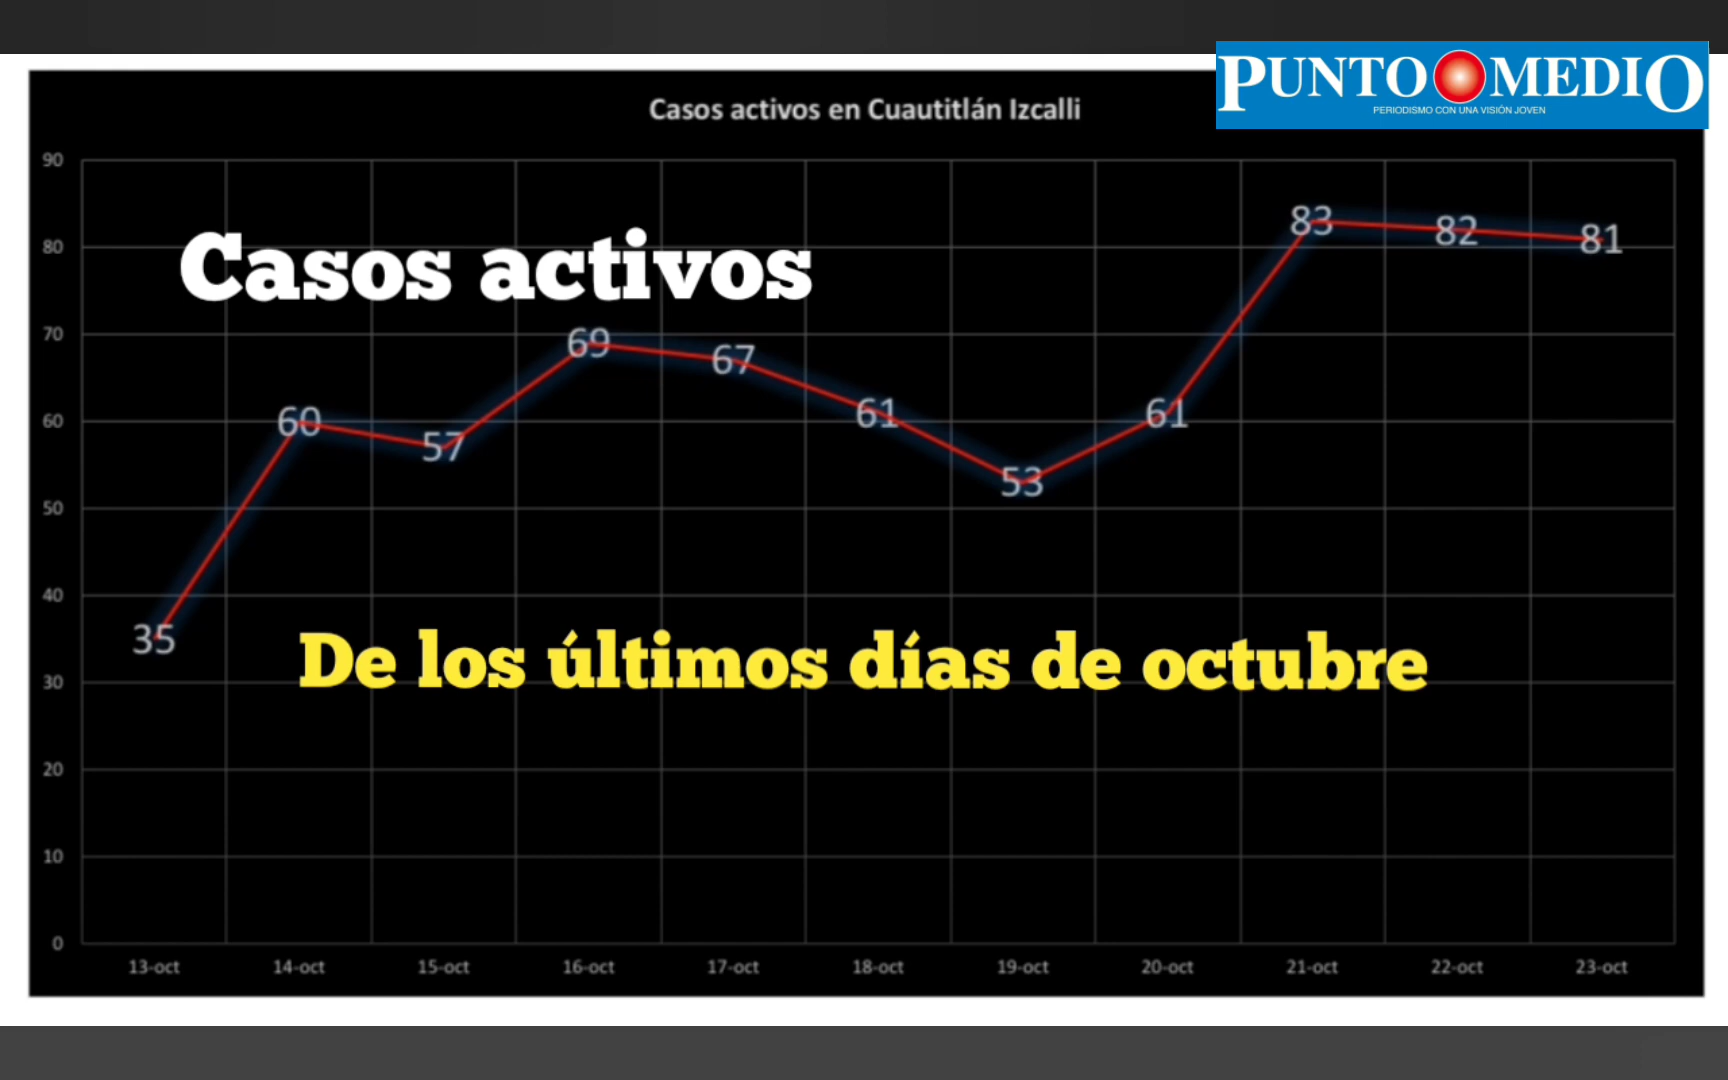 PUNTO MEDIO
PERIODISMO CON UNA VISIÓN JOVEN
Casos activos en Cuautitlán Izcalli
90
80
70
60
50
40
30
20
10
0
Casos activos
35
60
57
69
67
61
53
61
83
82
81
De los últimos días de octubre
13-oct
14-oct
15-oct
16-oct
17-oct
18-oct
19-oct
20-oct
21-oct
22-oct
23-oct